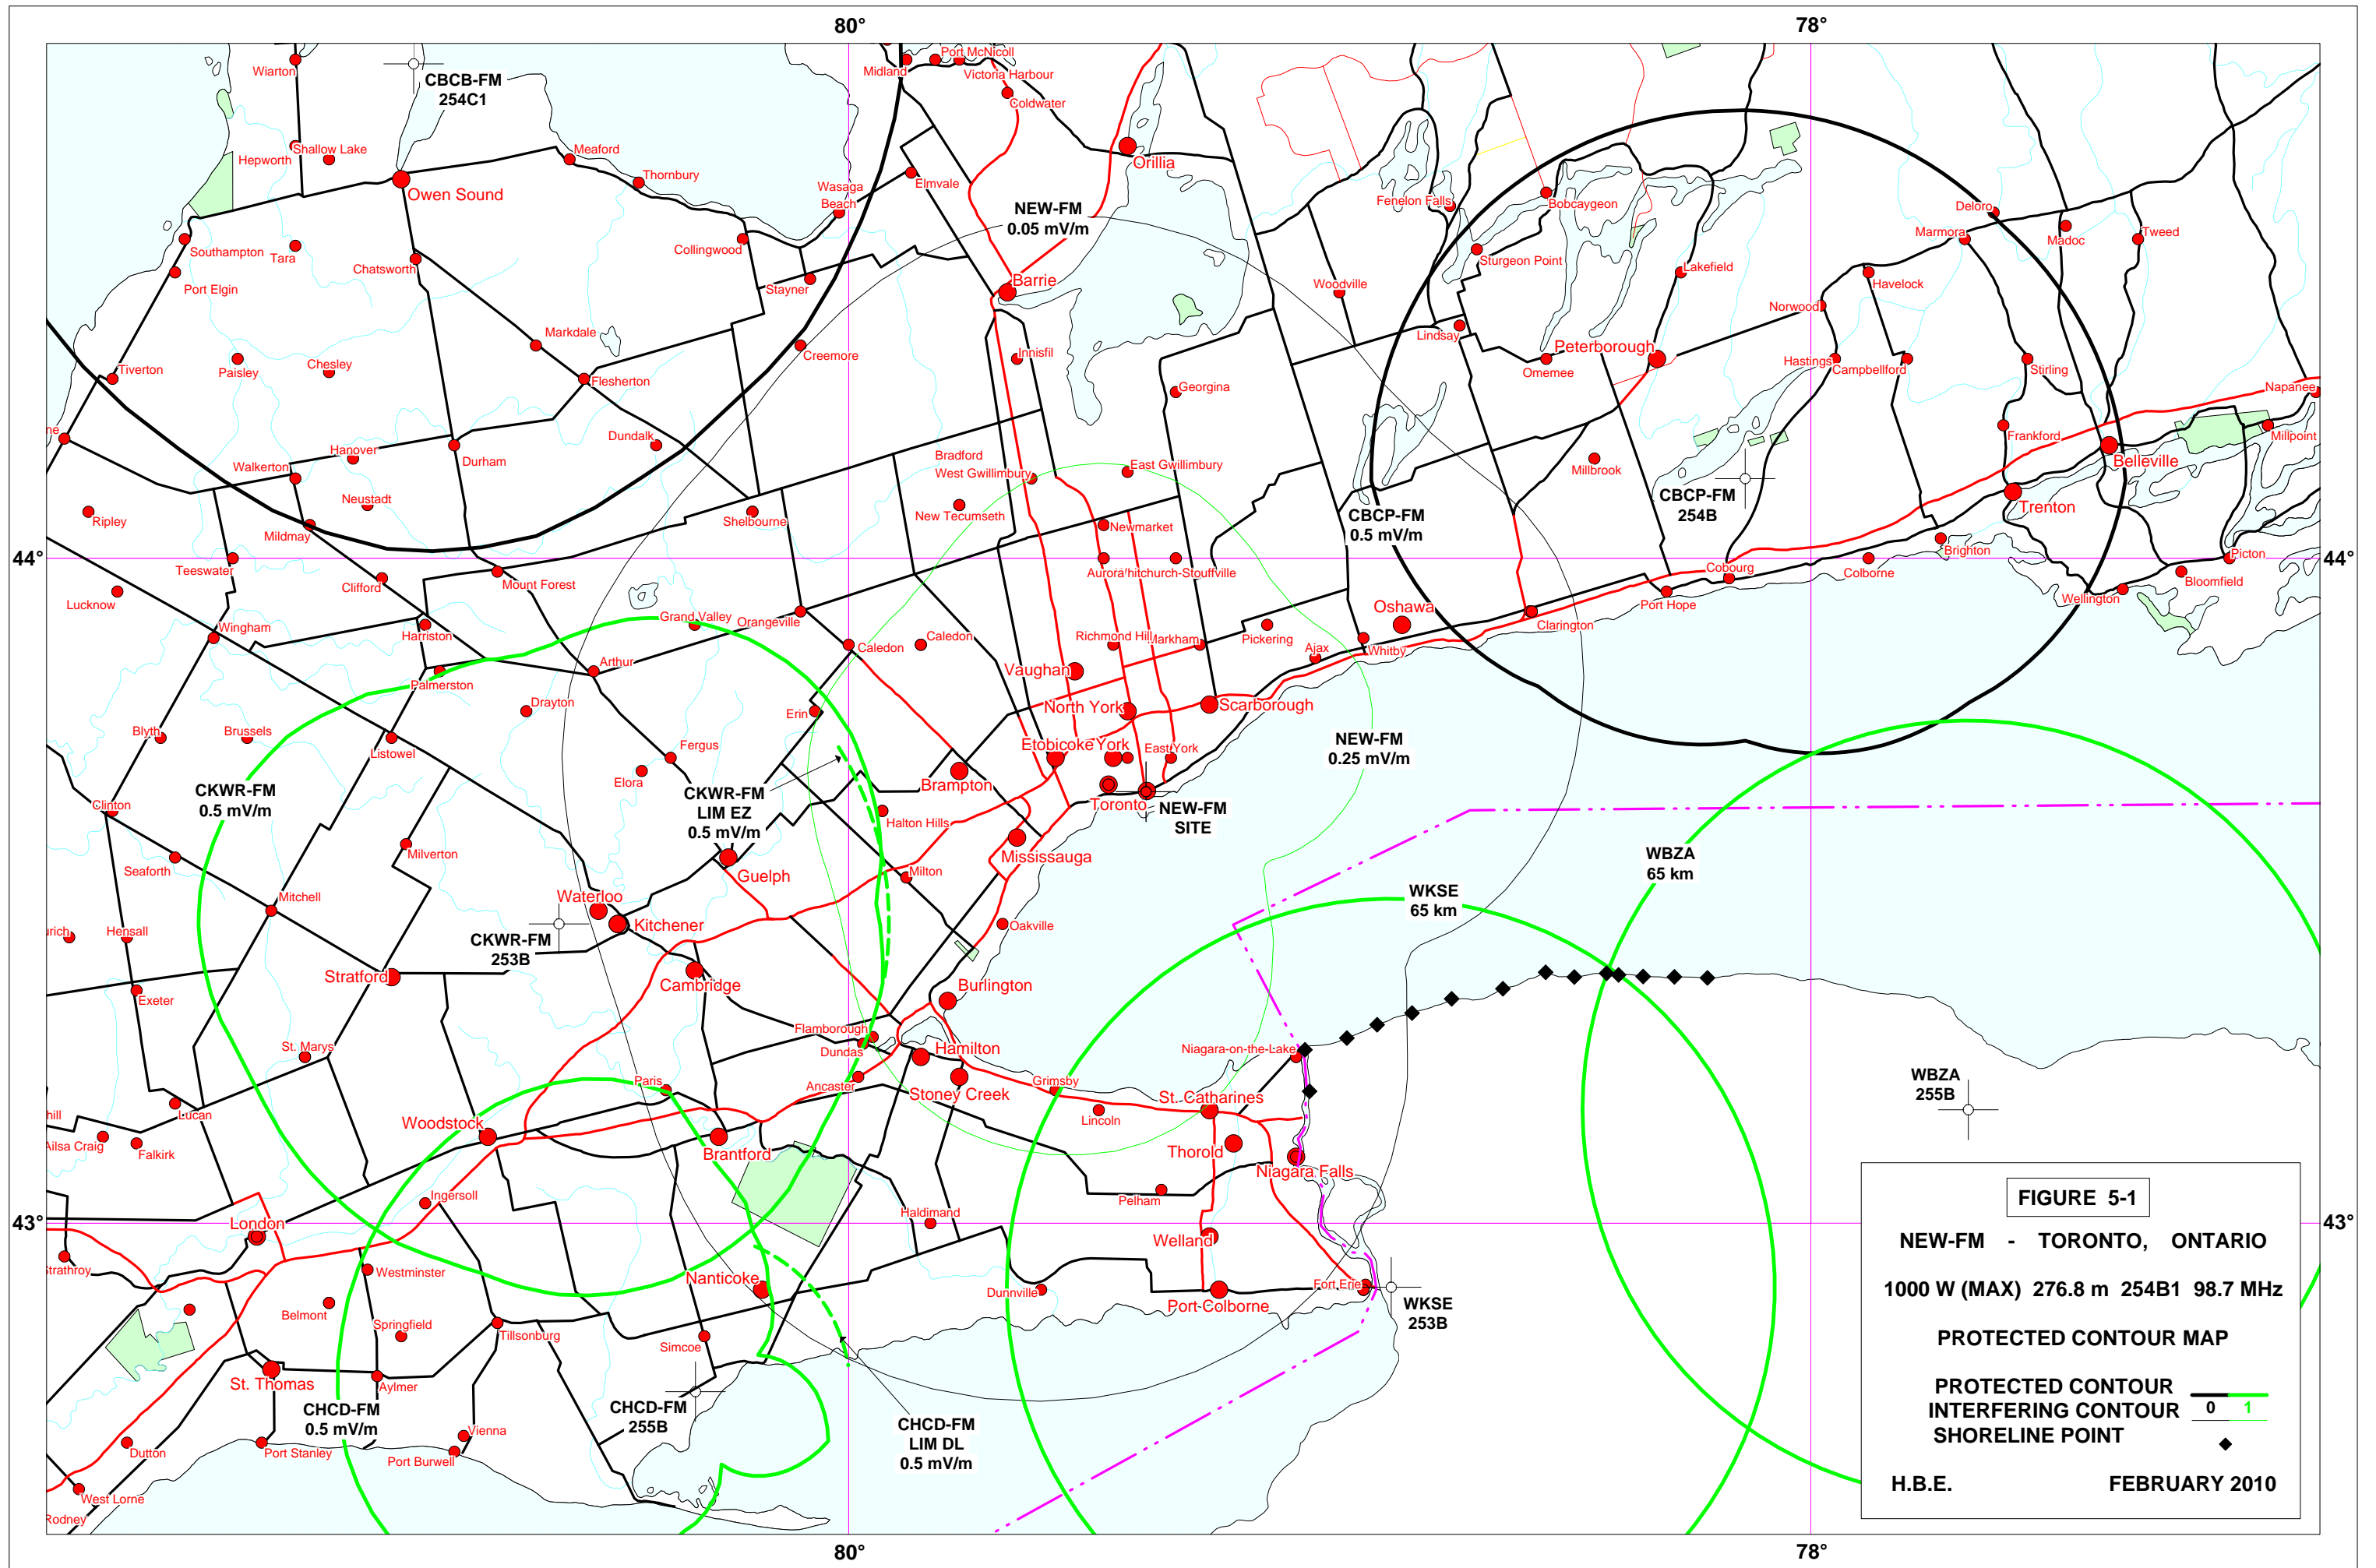 80°
78°
Wiarton
CBCB-FM
254C1
Midland
Port McNicoll
Victoria Harbour
Coldwater
Hepworth
Shallow Lake
Meaford
Orillia
Owen Sound
Thornbury
Wasaga
Beach
Elmvale
NEW-FM
0.05 mV/m
Fenelon Falls
Bobcaygeon
Deloro
Marmora
Madoc
Tweed
Southampton
Tara
Chatsworth
Collingwood
Port Elgin
Stayner
Barrie
Woodville
Sturgeon Point
Lakefield
Havelock
Norwood
Markdale
Creemore
Innisfil
Lindsay
Peterborough
Omemee
Hastings
Campbellford
Stirling
Tiverton
Paisley
Chesley
Flesherton
Georgina
Napanee
ne
Hanover
Walkerton
Durham
Dundalk
Bradford
West Gwillimbury
East Gwillimbury
Millbrook
Frankford
Millpoint
Belleville
Neustadt
Ripley
Mildmay
Shelbourne
New Tecumseth
Newmarket
CBCP-FM
0.5 mV/m
CBCP-FM
254B
Trenton
44°
44°
Teeswater
Clifford
Mount Forest
Aurora
hitchurch-Stouffville
Cobourg
Colborne
Brighton
Picton
Bloomfield
Lucknow
Port Hope
Wellington
Wingham
Harriston
Grand Valley
Orangeville
Caledon
Caledon
Richmond Hill
Markham
Pickering
Oshawa
Clarington
Ajax
Whitby
Arthur
Palmerston
Vaughan
Drayton
Erin
North York
Scarborough
Blyth
Brussels
Listowel
Fergus
Elora
Etobicoke
York
East York
NEW-FM
0.25 mV/m
Clinton
CKWR-FM
0.5 mV/m
CKWR-FM
LIM EZ
0.5 mV/m
Brampton
Toronto
NEW-FM
SITE
Halton Hills
Seaforth
Milverton
Guelph
Mississauga
Milton
WBZA
65 km
WKSE
65 km
Mitchell
Waterloo
Kitchener
Oakville
urich
Hensall
CKWR-FM
253B
Stratford
Cambridge
Burlington
Exeter
Flamborough
Dundas
Hamilton
Niagara-on-the-Lake
St. Marys
Paris
Ancaster
Stoney Creek
Grimsby
St. Catharines
Lincoln
WBZA
255B
hill
Lucan
Ailsa Craig
Falkirk
Woodstock
Brantford
Thorold
Niagara Falls
Ingersoll
Pelham
43°
43°
London
Haldimand
Welland
Strathroy
Westminster
Nanticoke
Dunnville
Port Colborne
Fort Erie
WKSE
253B
Belmont
Springfield
Tillsonburg
Simcoe
St. Thomas
Aylmer
CHCD-FM
0.5 mV/m
CHCD-FM
255B
CHCD-FM
LIM DL
0.5 mV/m
Dutton
Port Stanley
Vienna
Port Burwell
West Lorne
Rodney
FIGURE 5-1
NEW-FM - TORONTO, ONTARIO
1000 W (MAX) 276.8 m 254B1 98.7 MHz
PROTECTED CONTOUR MAP
PROTECTED CONTOUR
INTERFERING CONTOUR 0 1
SHORELINE POINT
H.B.E. FEBRUARY 2010
80°
78°